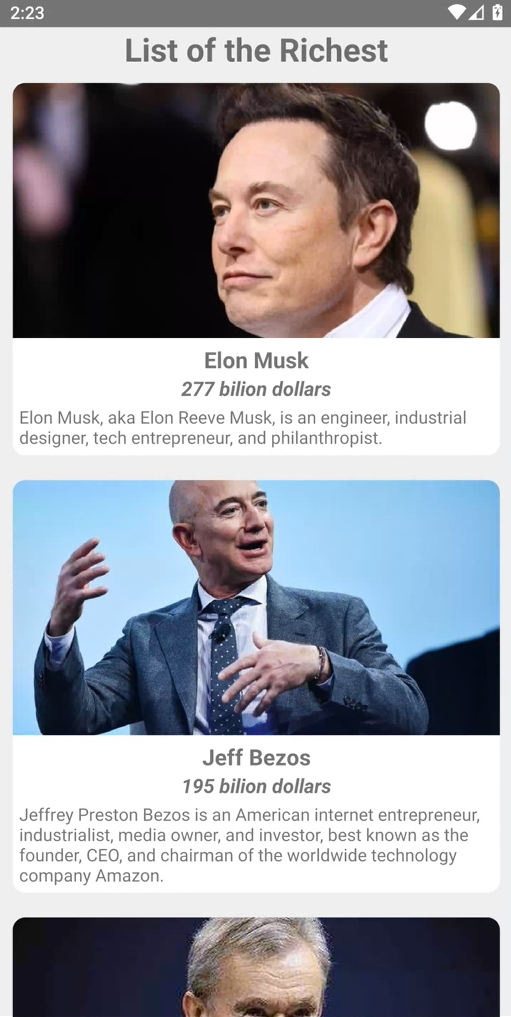 2:23
List of the Richest
Elon Musk
277 bilion dollars
Elon Musk, aka Elon Reeve Musk, is an engineer, industrial
designer, tech entrepreneur, and philanthropist.
Jeff Bezos
195 bilion dollars
Jeffrey Preston Bezos is an American internet entrepreneur,
industrialist, media owner, and investor, best known as the
founder, CEO, and chairman of the worldwide technology
company Amazon.